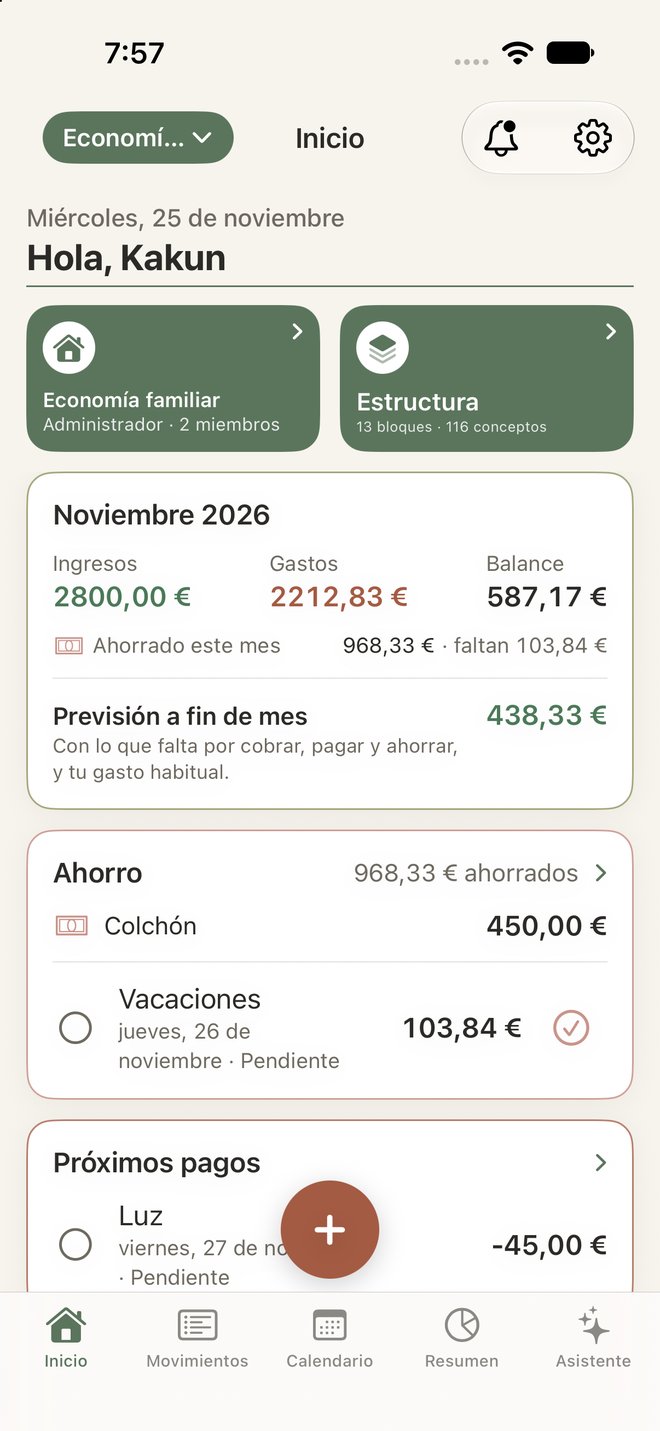 7:57
Economí...
Inicio
Miércoles, 25 de noviembre
Hola, Kakun
Economía familiar
Administrador · 2 miembros
Estructura
13 bloques · 116 conceptos
Noviembre 2026
Ingresos Gastos Balance
2800,00 € 2212,83 € 587,17 €
Ahorrado este mes 968,33 € · faltan 103,84 €
Previsión a fin de mes 438,33 €
Con lo que falta por cobrar, pagar y ahorrar,
y tu gasto habitual.
Ahorro 968,33 € ahorrados
Colchón 450,00 €
Vacaciones
jueves, 26 de
noviembre · Pendiente
103,84 €
Próximos pagos
Luz
viernes, 27 de
· Pendiente
-45,00 €
Inicio Movimientos Calendario Resumen Asistente